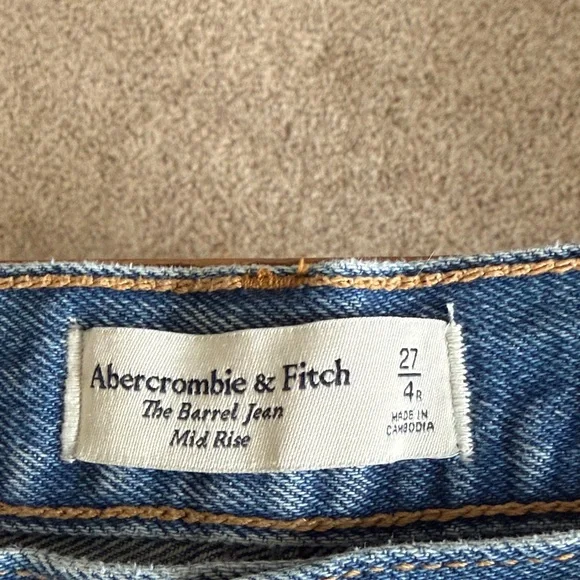 Abercrombie & Fitch
The Barrel Jean
Mid Rise
27
4R
MADE IN
CAMBODIA